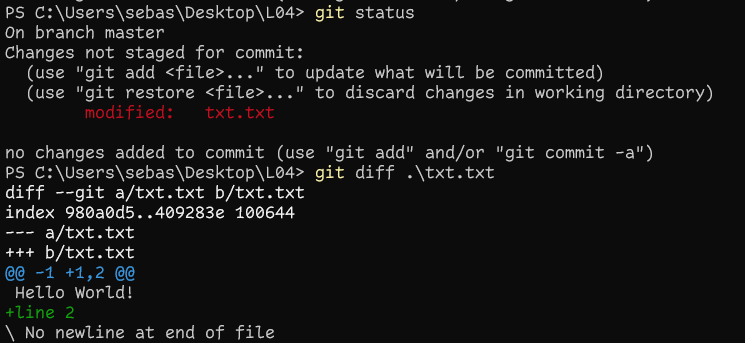 PS C:\Users\sebas\Desktop\L04> git status
On branch master
Changes not staged for commit:
  (use "git add <file>..." to update what will be committed)
  (use "git restore <file>..." to discard changes in working directory)
        modified:   txt.txt

no changes added to commit (use "git add" and/or "git commit -a")
PS C:\Users\sebas\Desktop\L04> git diff .\txt.txt
diff --git a/txt.txt b/txt.txt
index 980a0d5..409283e 100644
--- a/txt.txt
+++ b/txt.txt
@@ -1 +1,2 @@
 Hello World!
+line 2
\ No newline at end of file